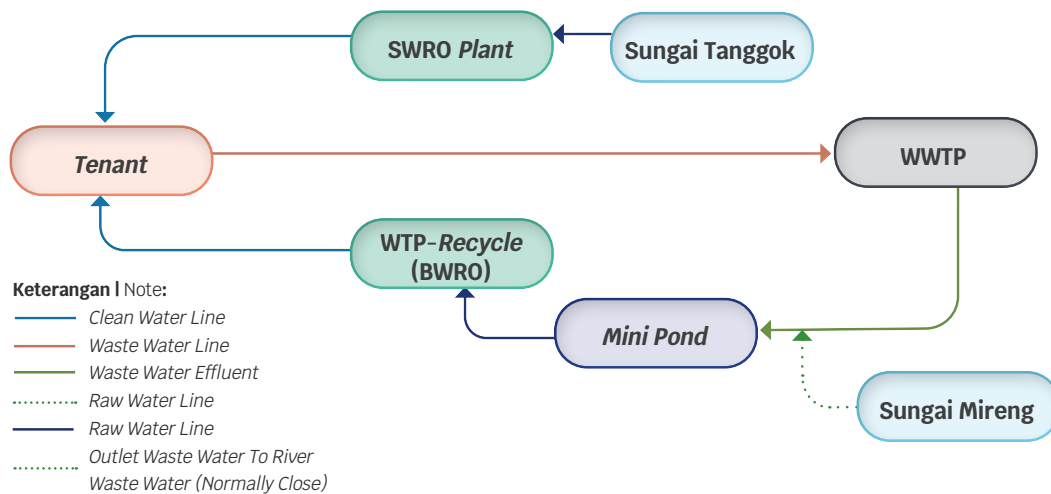 SWRO Plant
Sungai Tanggok
Tenant
WWTP
WTP-Recycle
(BWRO)
Mini Pond
Sungai Mireng
Keterangan | Note:
Clean Water Line
Waste Water Line
Waste Water Effluent
Raw Water Line
Raw Water Line
Outlet Waste Water To River
Waste Water (Normally Close)